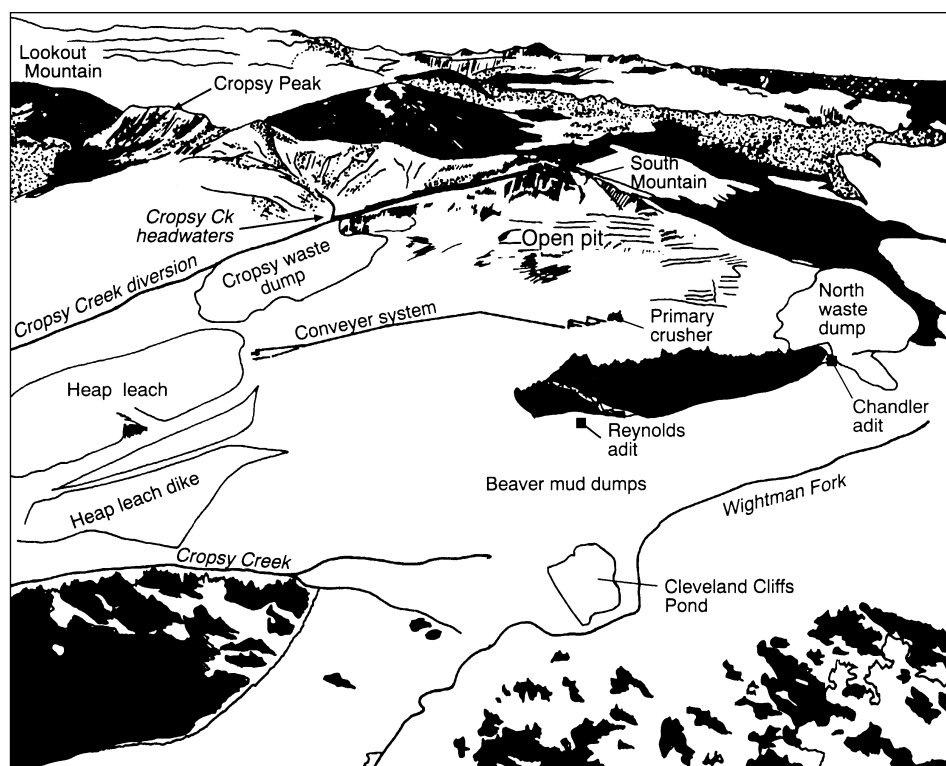 Lookout
Mountain
Cropsy Peak
South
Mountain
Cropsy Ck
headwaters
Open pit
Cropsy waste
dump
Cropsy Creek diversion
North
waste
dump
Conveyer system
Primary
crusher
Heap leach
Chandler
adit
Reynolds
adit
Beaver mud dumps
Wightman Fork
Heap leach dike
Cropsy Creek
Cleveland Cliffs
Pond